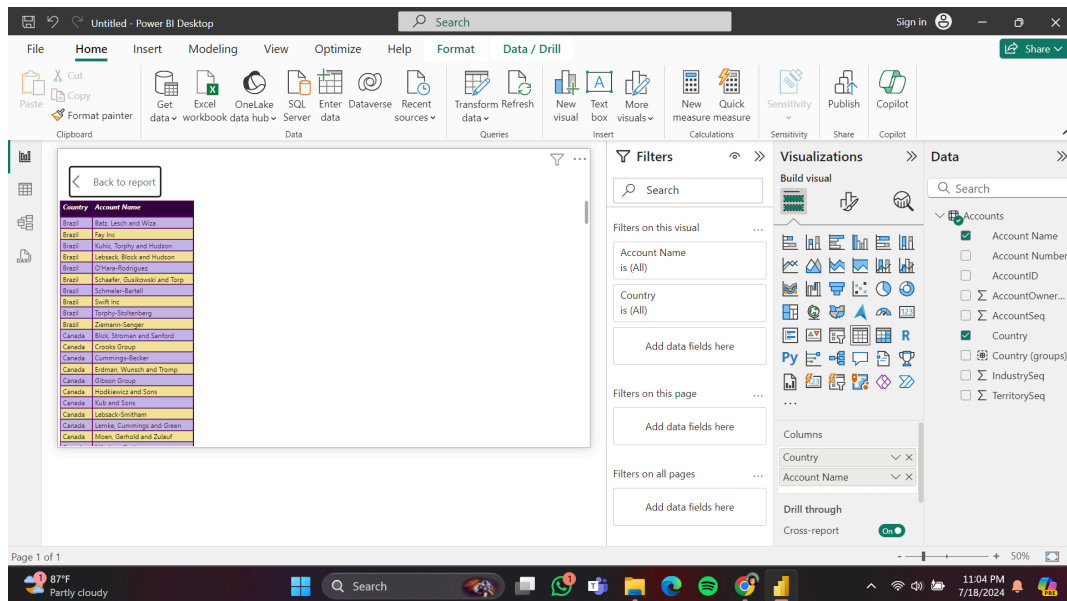 Untitled - Power BI Desktop
Search
Sign in
File Home Insert Modeling View Optimize Help Format Data / Drill
Share
Paste
Cut
Copy
Format painter
Get data
Excel workbook
OneLake data hub
SQL Server
Enter data
Dataverse
Recent sources
Transform data
Refresh
New visual
Text box
More visuals
New measure
Quick measure
Sensitivity
Publish
Copilot
Clipboard Data Queries Insert Calculations Sensitivity Share Copilot
Back to report
Country Account Name
Brazil Batz, Lesch and Wiza
Brazil Fay Inc
Brazil Kuhic, Torphy and Hudson
Brazil Lebsack, Block and Hudson
Brazil O'Hara-Rodriguez
Brazil Schaefer, Gusikowski and Torp
Brazil Schmeler-Bartell
Brazil Swift Inc
Brazil Torphy-Stoltenberg
Brazil Ziemann-Senger
Canada Blick, Stroman and Sanford
Canada Crooks Group
Canada Cummings-Becker
Canada Erdman, Wunsch and Tromp
Canada Gibson Group
Canada Hodkiewicz and Sons
Canada Kub and Sons
Canada Lebsack-Smitham
Canada Lemke, Cummings and Green
Canada Moen, Gerhold and Zulauf
Filters
Search
Filters on this visual
Account Name
is (All)
Country
is (All)
Add data fields here
Filters on this page
Add data fields here
Filters on all pages
Add data fields here
Visualizations
Build visual
123
R
Py
123
Columns
Country
Account Name
Drill through
Cross-report
On
Data
Search
Accounts
Account Name
Account Number
AccountID
AccountOwner...
AccountSeq
Country
Country (groups)
IndustrySeq
TerritorySeq
DAX
Page 1 of 1
50%
1
87°F
Partly cloudy
Search
1
11:04 PM
7/18/2024
PRE